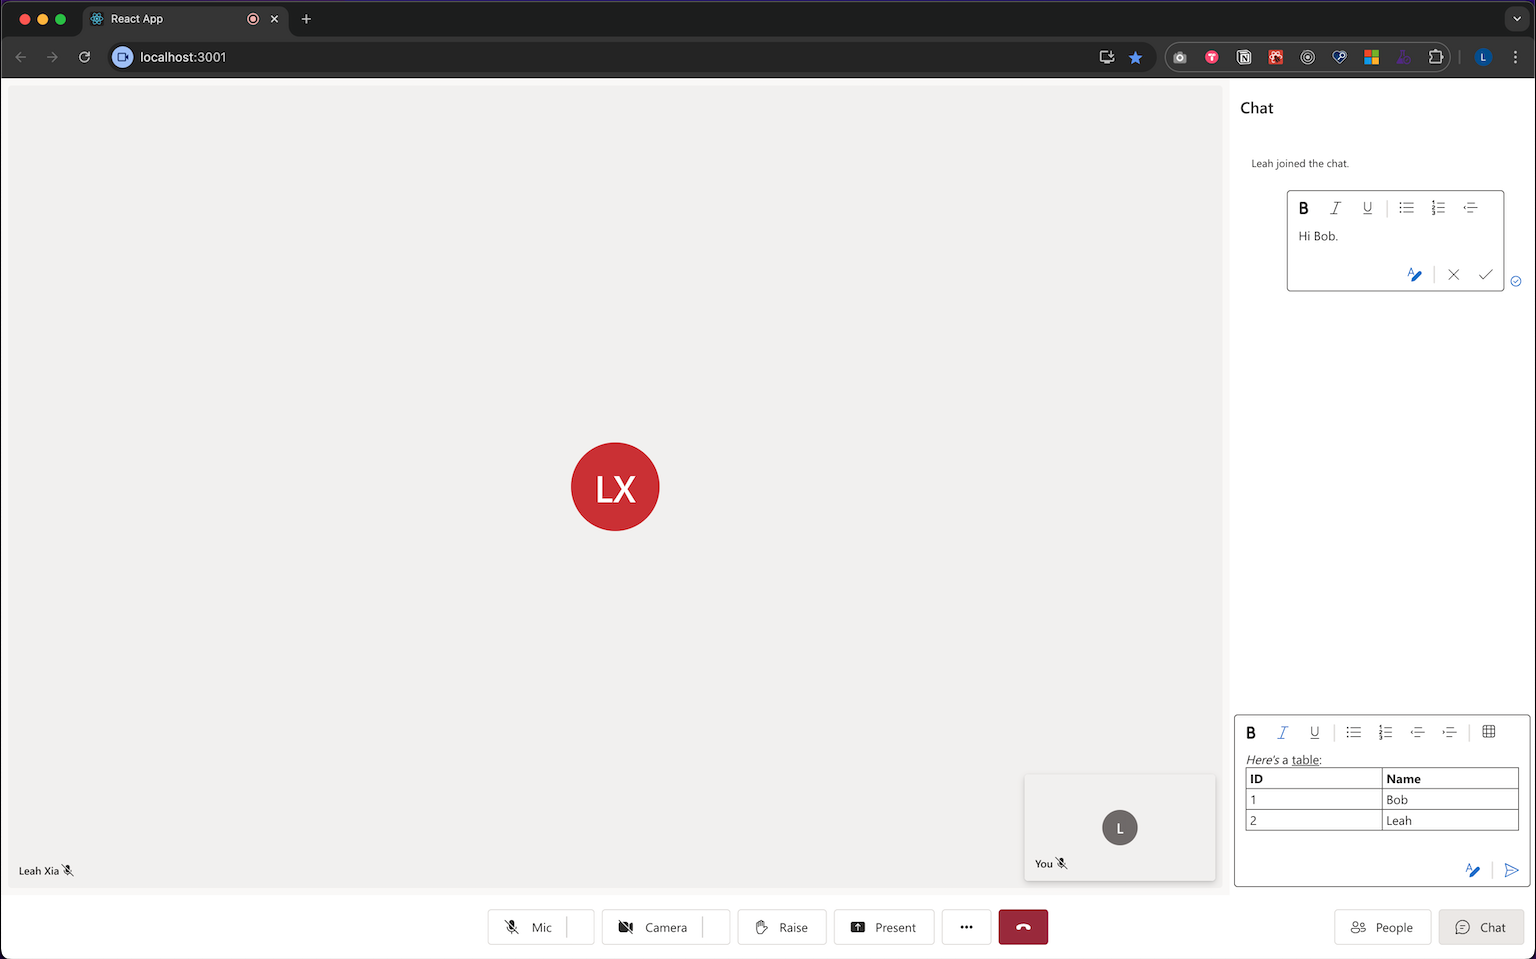 React App
localhost:3001
L
Chat
Leah joined the chat.
B I U
Hi Bob.
LX
B I U
Here's a table:
ID Name
1 Bob
2 Leah
L
You
Leah Xia
Mic Camera Raise Present People Chat